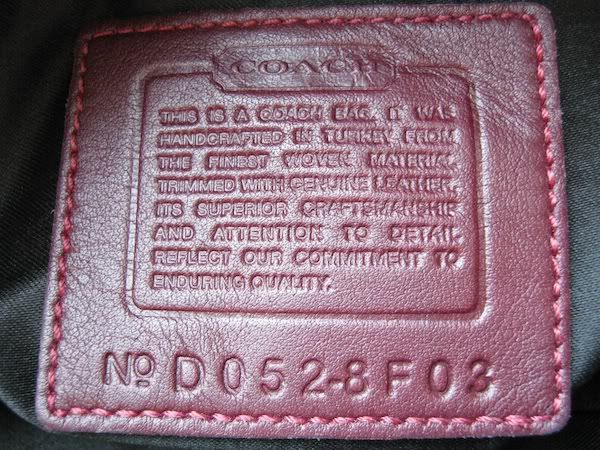 COACH
THIS IS A COACH BAG. IT WAS
HANDCRAFTED IN TURKEY FROM
THE FINEST WOVEN MATERIAL.
TRIMMED WITH GENUINE LEATHER,
ITS SUPERIOR CRAFTSMANSHIP
AND ATTENTION TO DETAIL
REFLECT OUR COMMITMENT TO
ENDURING QUALITY.
Nº D052-8F03